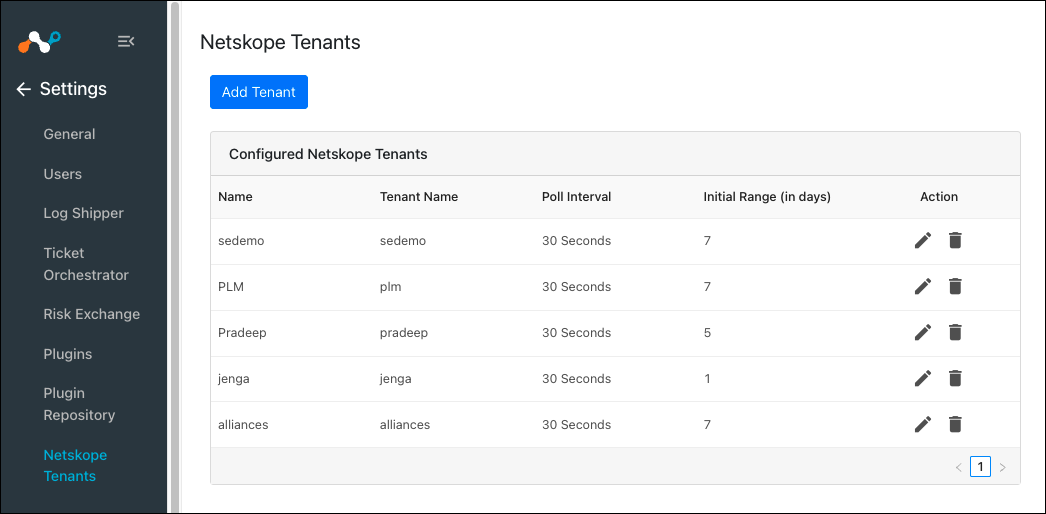 Settings
General
Users
Log Shipper
Ticket
Orchestrator
Risk Exchange
Plugins
Plugin
Repository
Netskope
Tenants
Netskope Tenants
Add Tenant
Configured Netskope Tenants
Name Tenant Name Poll Interval Initial Range (in days) Action
sedemo sedemo 30 Seconds 7
PLM plm 30 Seconds 7
Pradeep pradeep 30 Seconds 5
jenga jenga 30 Seconds 1
alliances alliances 30 Seconds 7
1